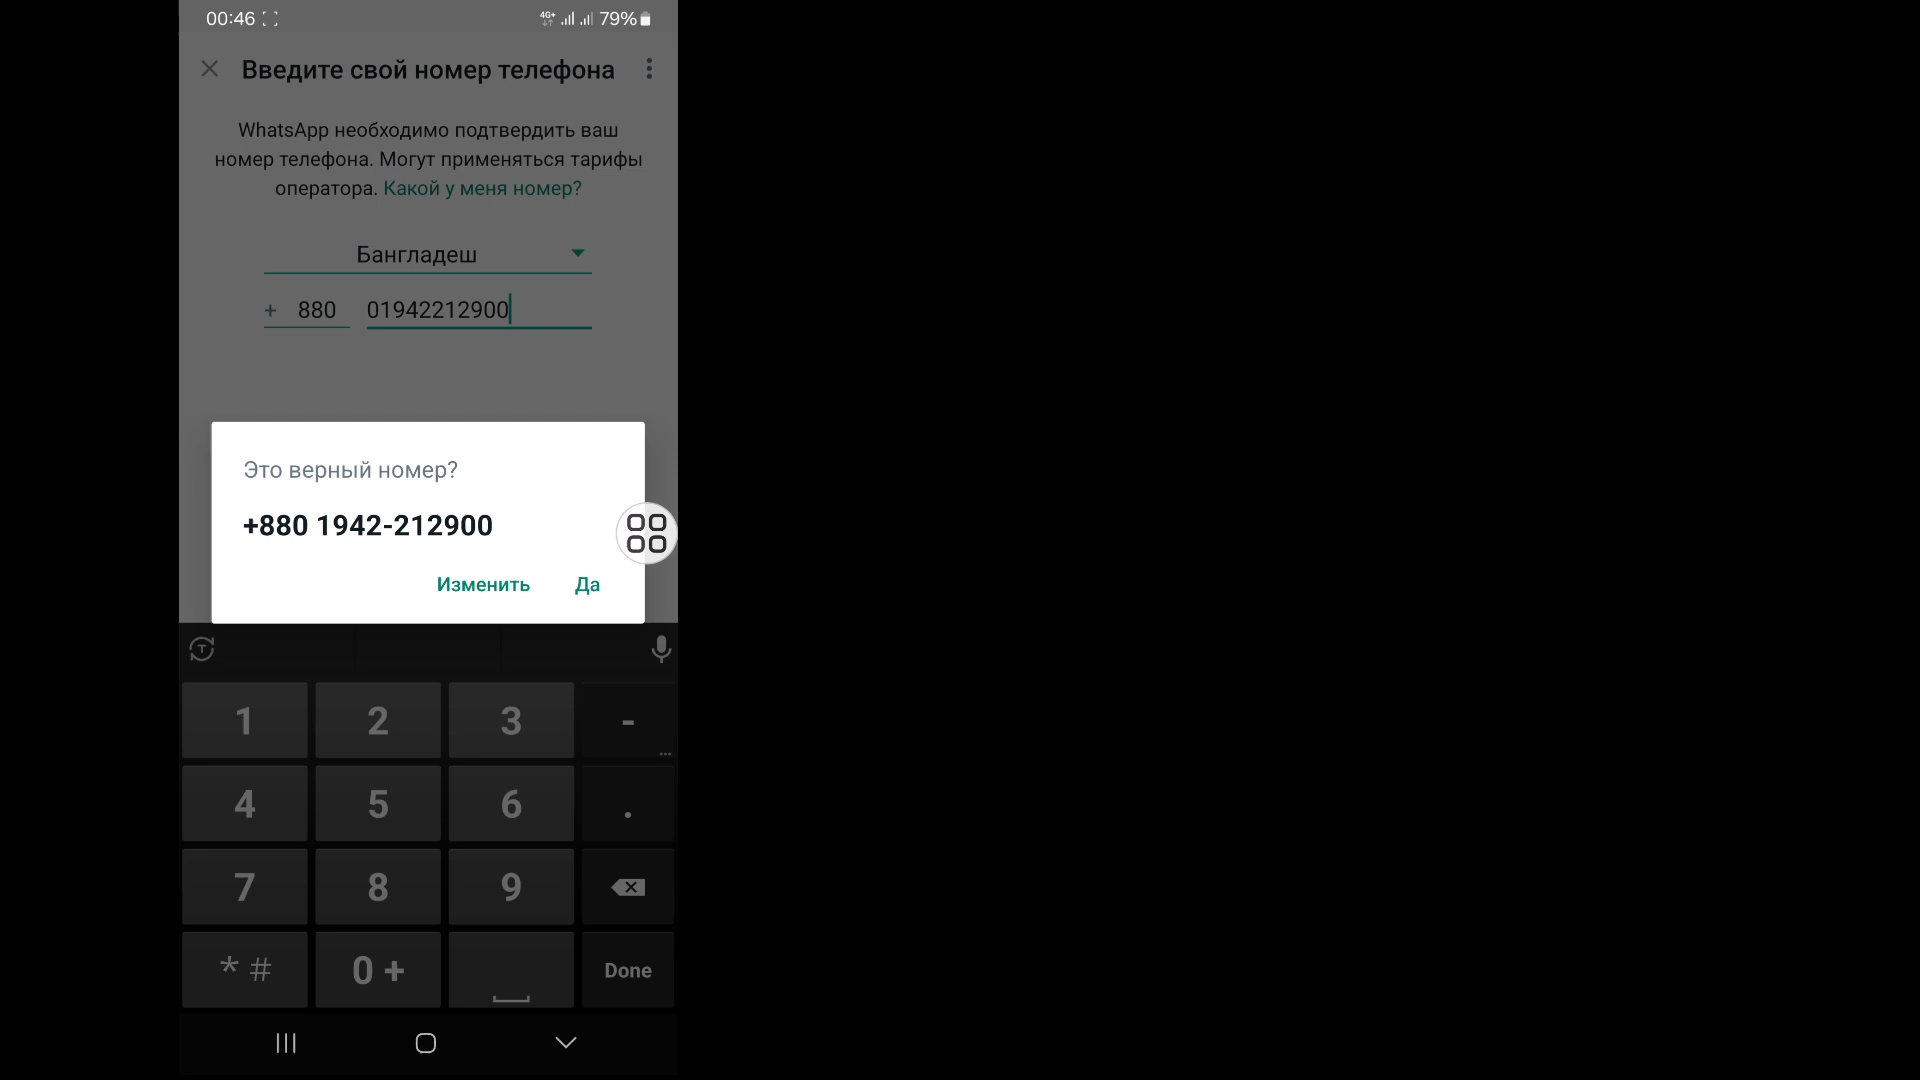 00:46 4G+ 79%
Введите свой номер телефона
WhatsApp необходимо подтвердить ваш
номер телефона. Могут применяться тарифы
оператора. Какой у меня номер?
Бангладеш
+ 880 01942212900
Это верный номер?
+880 1942-212900
Изменить Да
T
1 2 3 -
...
4 5 6 .
7 8 9
* # 0 +
Done